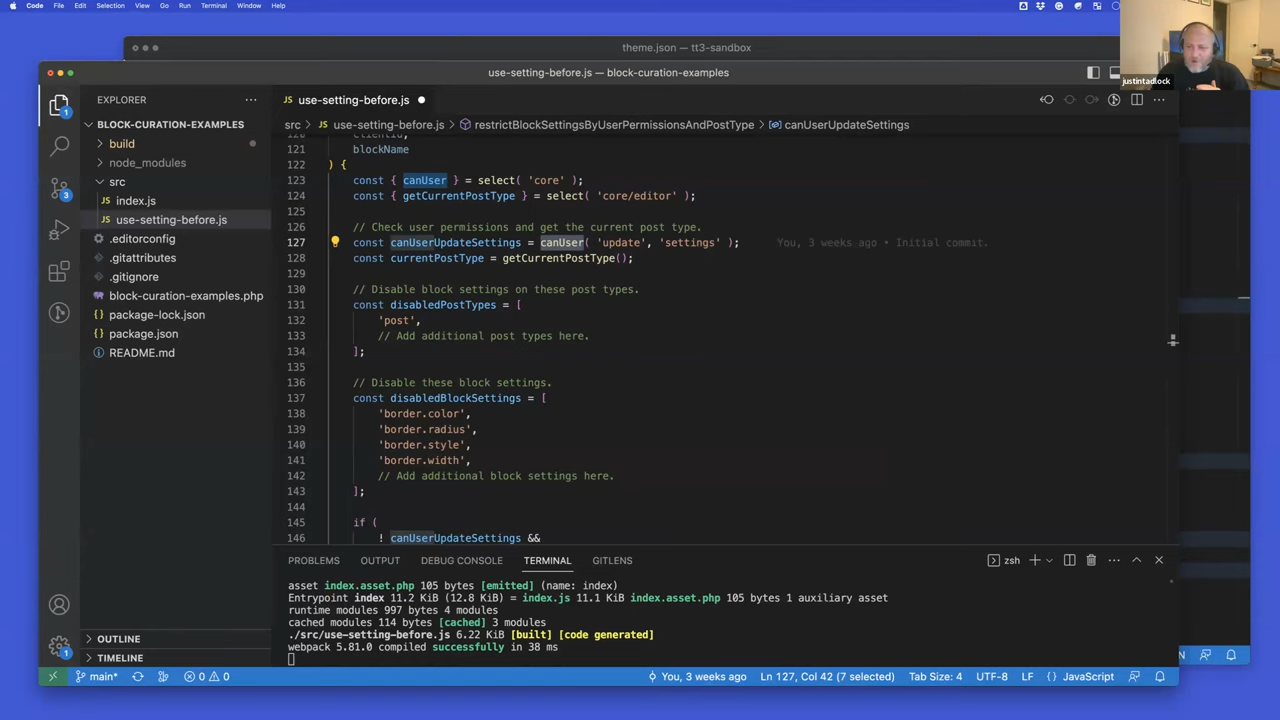 Code File Edit Selection View Go Run Terminal Window Help
theme.json — tt3-sandbox
use-setting-before.js — block-curation-examples
justintadlock
EXPLORER
BLOCK-CURATION-EXAMPLES
build
node_modules
src
index.js
use-setting-before.js
.editorconfig
.gitattributes
.gitignore
block-curation-examples.php
package-lock.json
package.json
README.md
OUTLINE
TIMELINE
1
3
1
JS use-setting-before.js
src > JS use-setting-before.js > restrictBlockSettingsByUserPermissionsAndPostType > canUserUpdateSettings
121 blockName
122 ) {
123 const { canUser } = select( 'core' );
124 const { getCurrentPostType } = select( 'core/editor' );
125
126 // Check user permissions and get the current post type.
127 const canUserUpdateSettings = canUser( 'update', 'settings' ); You, 3 weeks ago • Initial commit.
128 const currentPostType = getCurrentPostType();
129
130 // Disable block settings on these post types.
131 const disabledPostTypes = [
132 'post',
133 // Add additional post types here.
134 ];
135
136 // Disable these block settings.
137 const disabledBlockSettings = [
138 'border.color',
139 'border.radius',
140 'border.style',
141 'border.width',
142 // Add additional block settings here.
143 ];
144
145 if (
146 ! canUserUpdateSettings &&
PROBLEMS OUTPUT DEBUG CONSOLE TERMINAL GITLENS zsh
asset index.asset.php 105 bytes [emitted] (name: index)
Entrypoint index 11.2 KiB (12.8 KiB) = index.js 11.1 KiB index.asset.php 105 bytes 1 auxiliary asset
runtime modules 997 bytes 4 modules
cached modules 114 bytes [cached] 3 modules
./src/use-setting-before.js 6.22 KiB [built] [code generated]
webpack 5.81.0 compiled successfully in 38 ms
main* 0 0 You, 3 weeks ago Ln 127, Col 42 (7 selected) Tab Size: 4 UTF-8 LF { } JavaScript